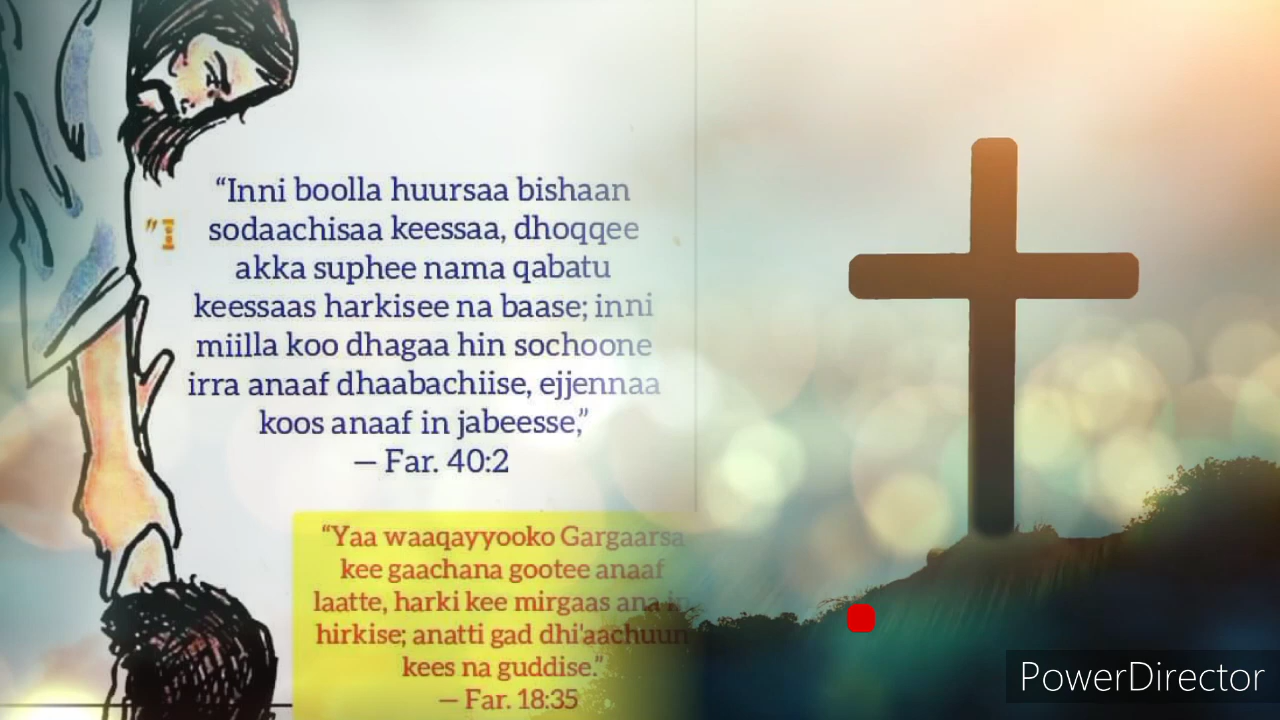 “Inni boolla huursaa bishaan
sodaachisaa keessaa, dhoqqee
akka suphee nama qabatu
keessaas harkisee na baase; inni
miilla koo dhagaa hin sochoone
irra anaaf dhaabachiise, ejjennaa
koos anaaf in jabeesse,”
— Far. 40:2
"I
“Yaa waaqayyooko Gargaarsa
kee gaachana gootee anaaf
laatte, harki kee mirgaas ana in
hirkise; anatti gad dhi'aachuun
kees na guddise.”
— Far. 18:35
PowerDirector